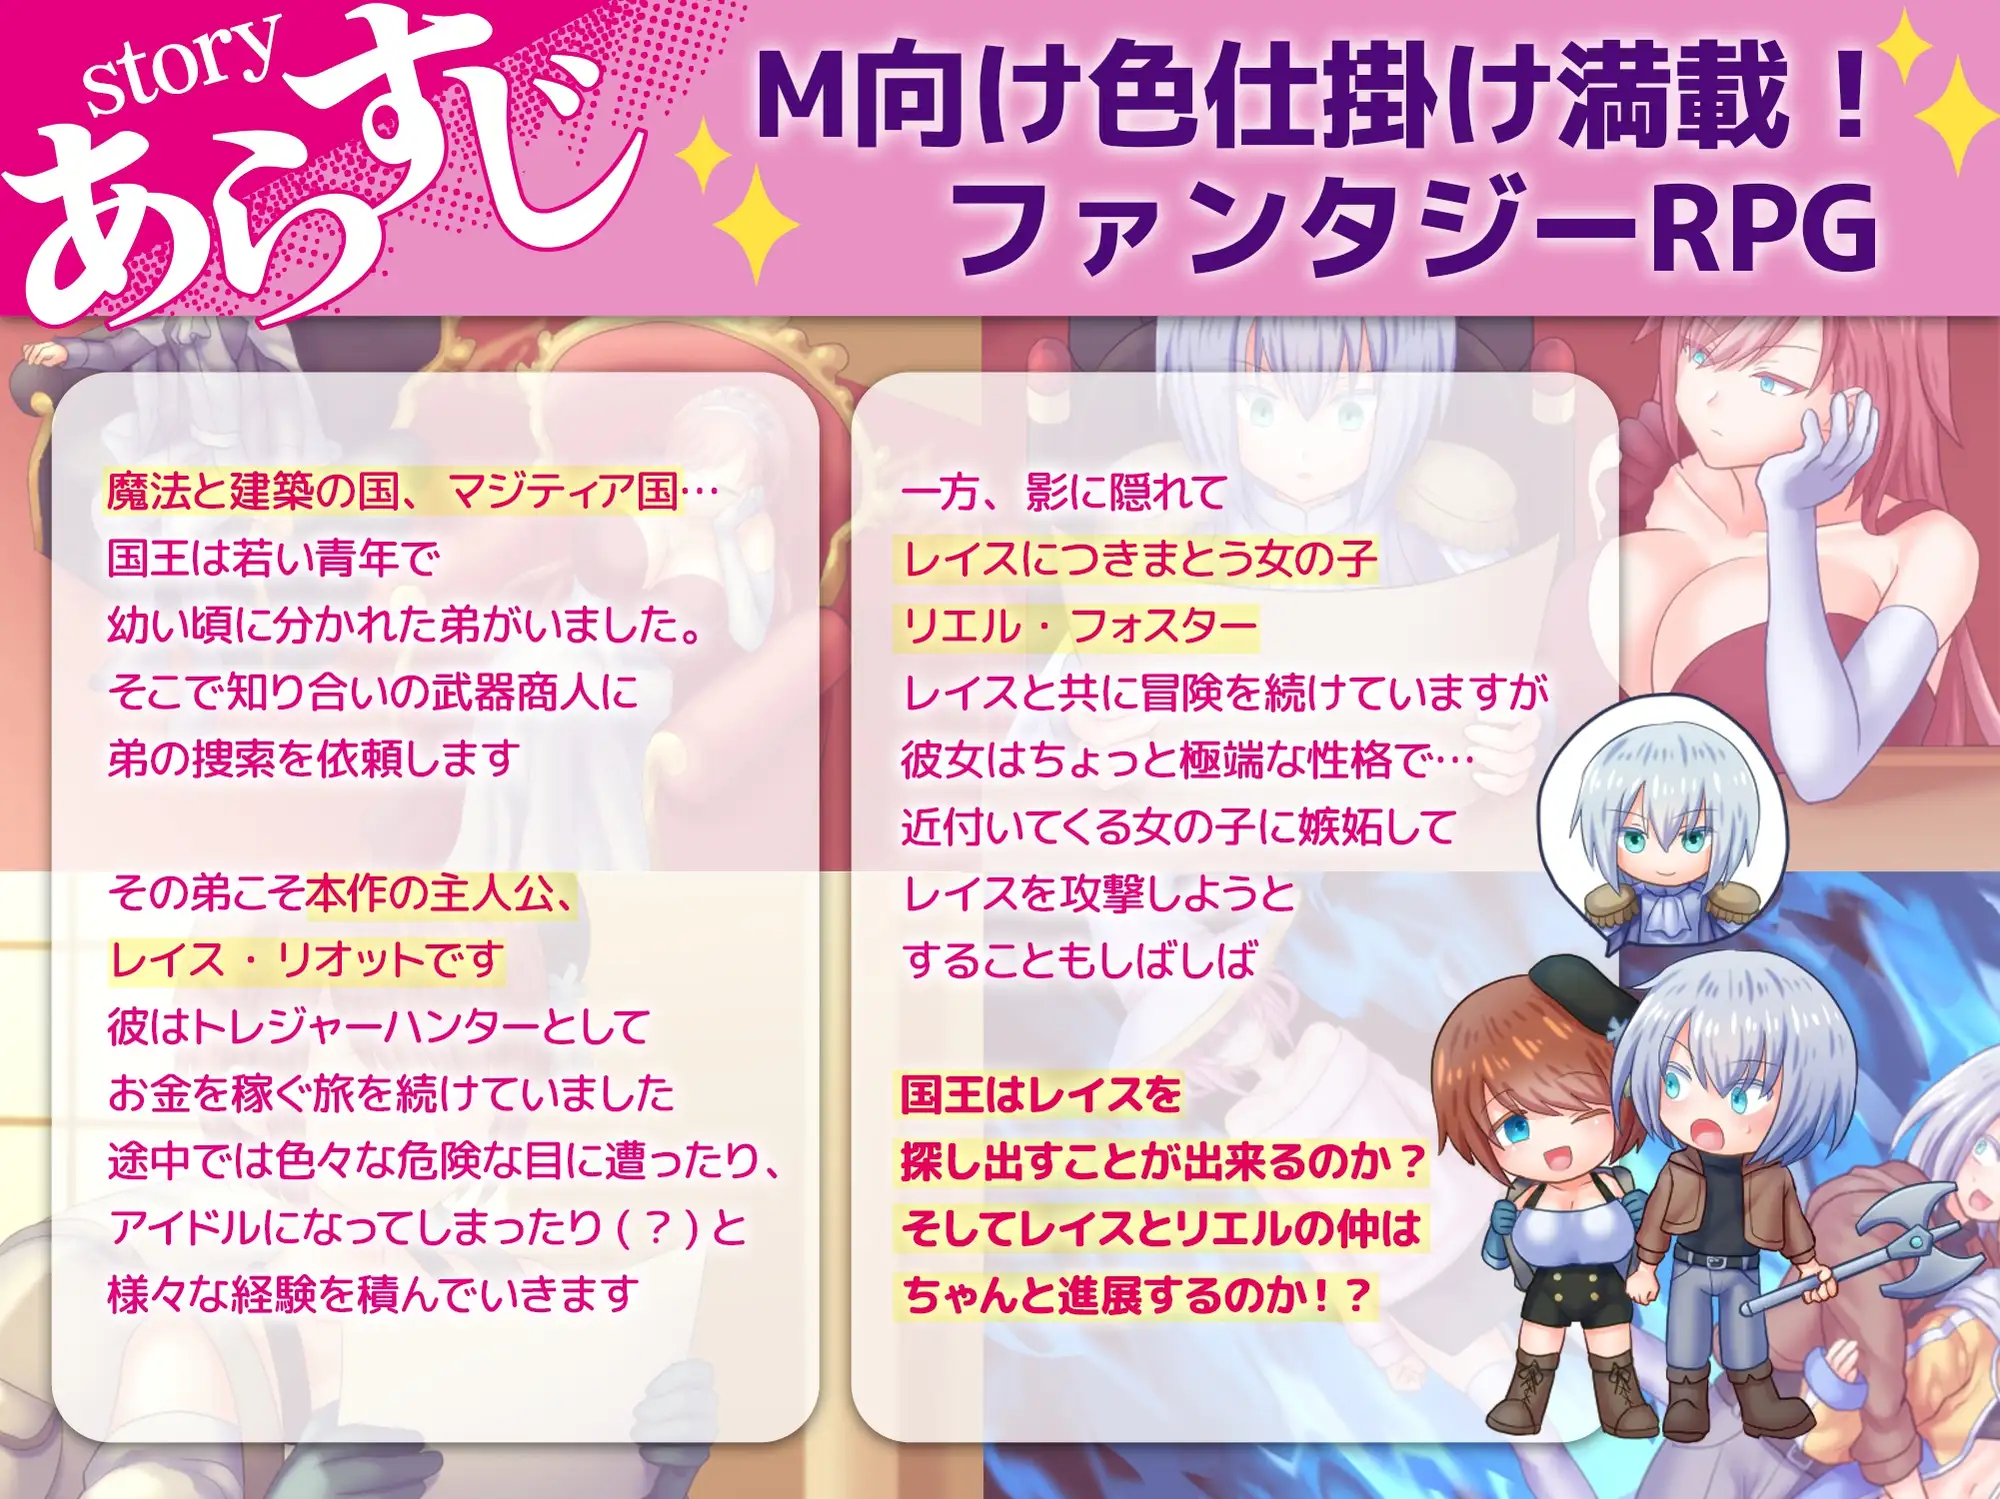 story
あらすじ
M向け色仕掛け満載！
ファンタジーRPG
魔法と建築の国、マジティア国…
国王は若い青年で
幼い頃に分かれた弟がいました。
そこで知り合いの武器商人に
弟の捜索を依頼します
その弟こそ本作の主人公、
レイス・リオットです
彼はトレジャーハンターとして
お金を稼ぐ旅を続けていました
途中では色々な危険な目に遭ったり、
アイドルになってしまったり(？)と
様々な経験を積んでいきます
一方、影に隠れて
レイスにつきまとう女の子
リエル・フォスター
レイスと共に冒険を続けていますが
彼女はちょっと極端な性格で…
近付いてくる女の子に嫉妬して
レイスを攻撃しようと
することもしばしば
国王はレイスを
探し出すことが出来るのか？
そしてレイスとリエルの仲は
ちゃんと進展するのか！？